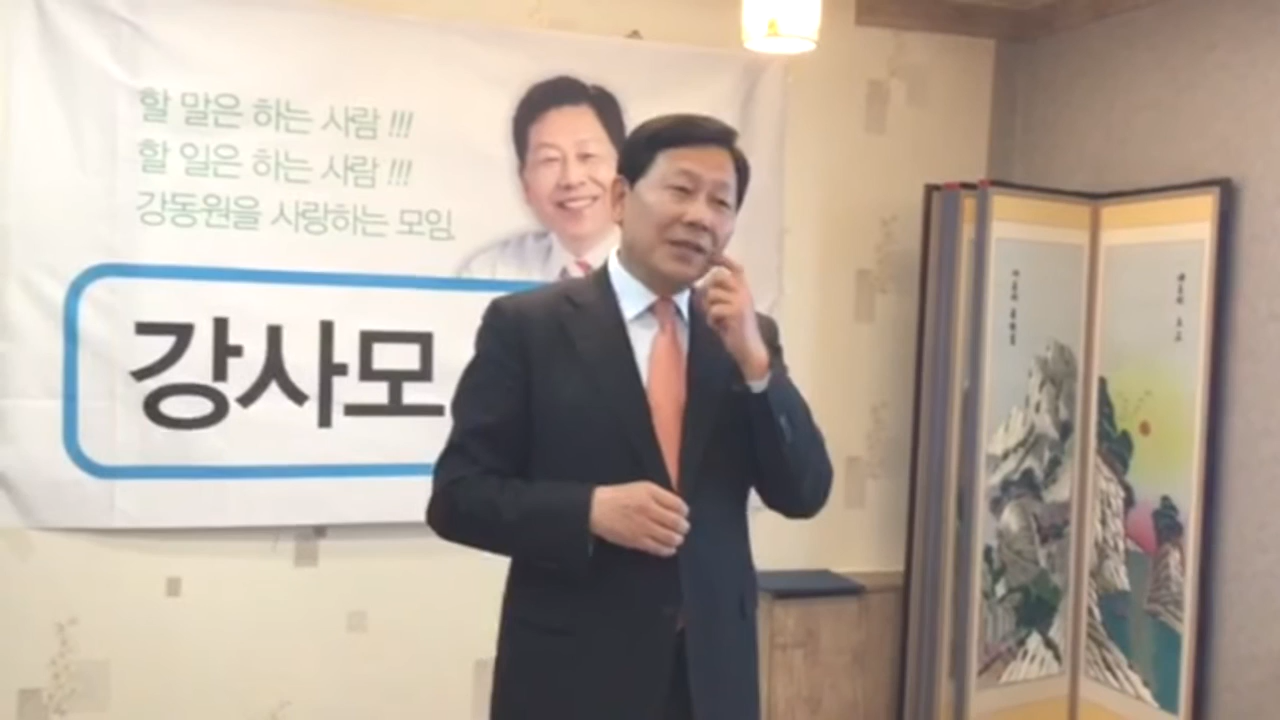 할 말은 하는 사람 !!!
할 일은 하는 사람 !!!
강동원을 사랑하는 모임
강사모